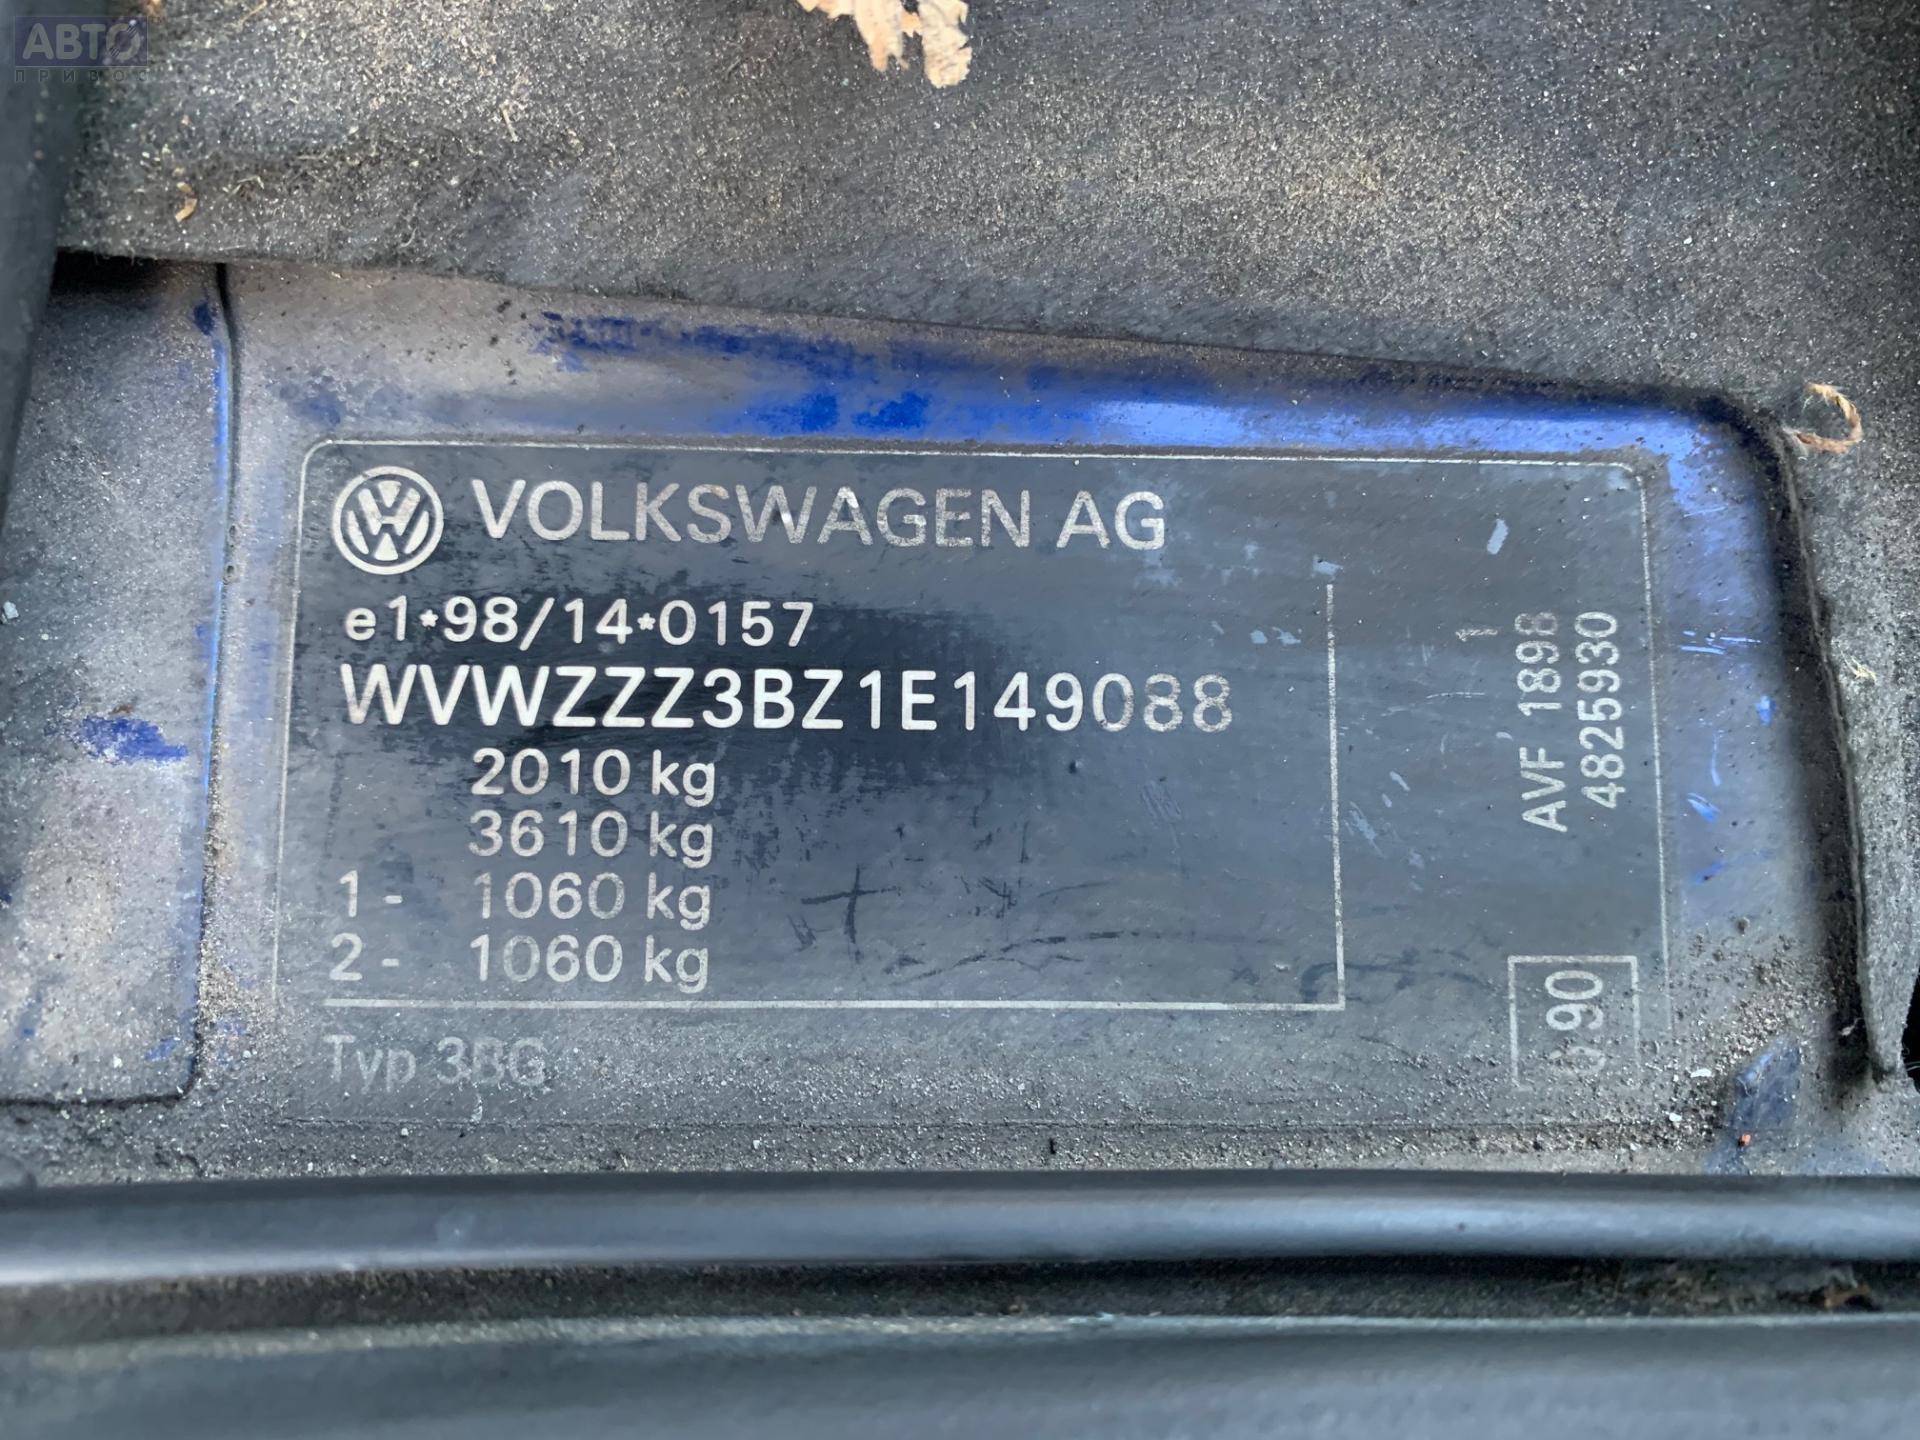 АВТО
ПРИВОС
VOLKSWAGEN AG
e1*98/14*0157
WVWZZZ3BZ1E149088
2010 kg
3610 kg
1- 1060 kg
2- 1060 kg
Typ 3BG
1
AVF 1898
4825930